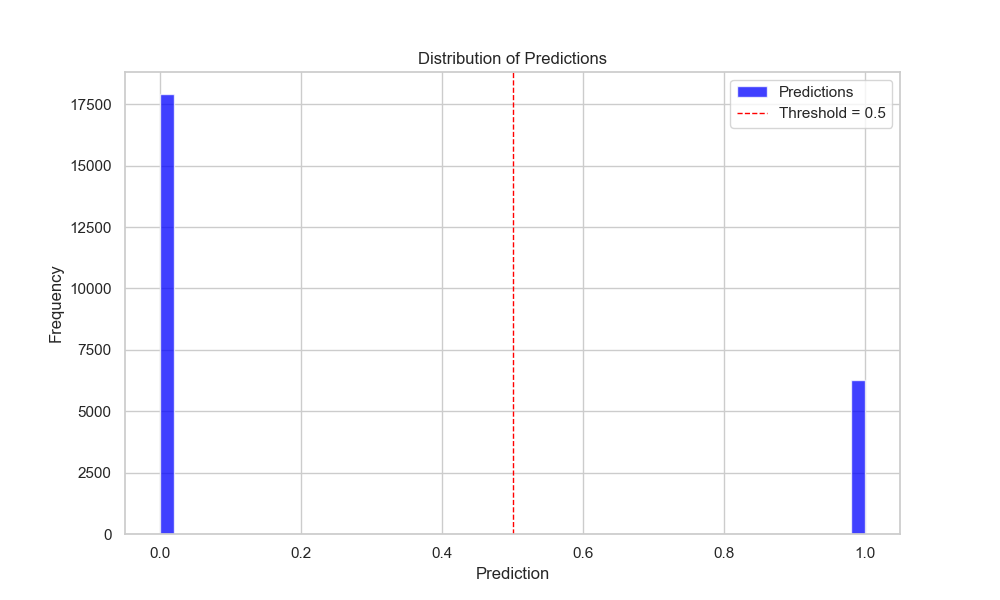 Distribution of Predictions
Predictions
Threshold = 0.5
17500
15000
12500
10000
7500
5000
2500
0
Frequency
0.0 0.2 0.4 0.6 0.8 1.0
Prediction